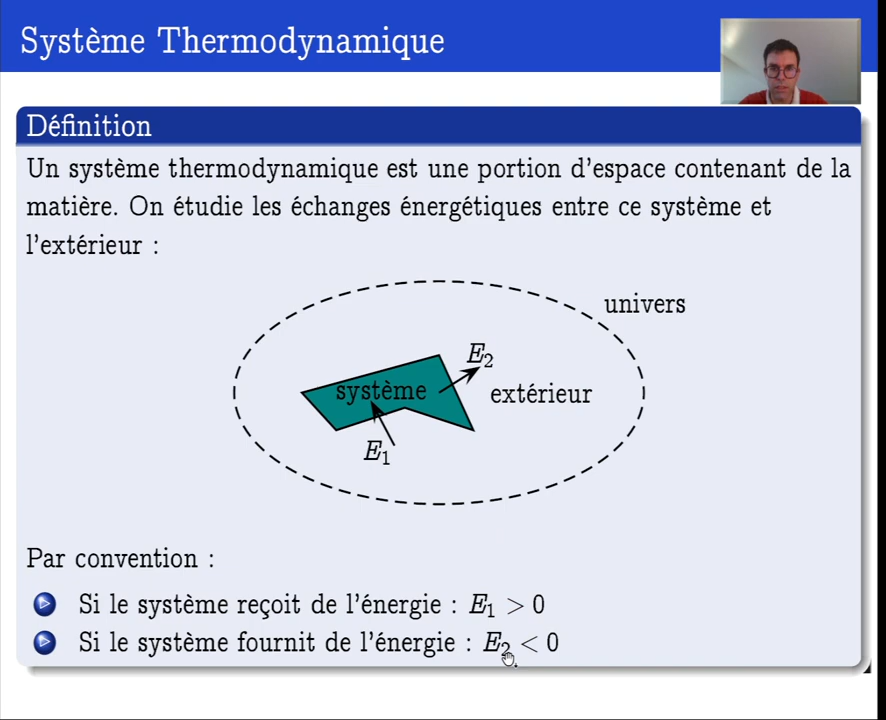 Système Thermodynamique
Définition
Un système thermodynamique est une portion d'espace contenant de la
matière. On étudie les échanges énergétiques entre ce système et
l'extérieur :
univers
E₂
système
extérieur
E₁
Par convention :
Si le système reçoit de l'énergie : E₁ > 0
Si le système fournit de l'énergie : E₂ < 0